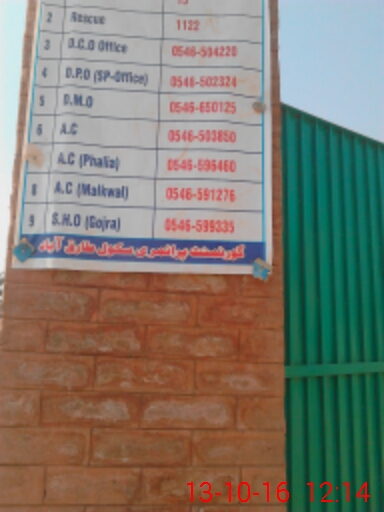 15
2 Rescue 1122
3 D.C.O Office 0546-504220
4 D.P.O (SP-Office) 0546-502324
5 D.M.O 0546-650125
6 A.C 0546-503850
A.C (Phalia) 0546-596460
8 A.C (Malkwal) 0546-591276
9 S.H.O (Gojra) 0546-599335
گورنمنٹ پرائمری سکول طارق آباد
13-10-16 12:14